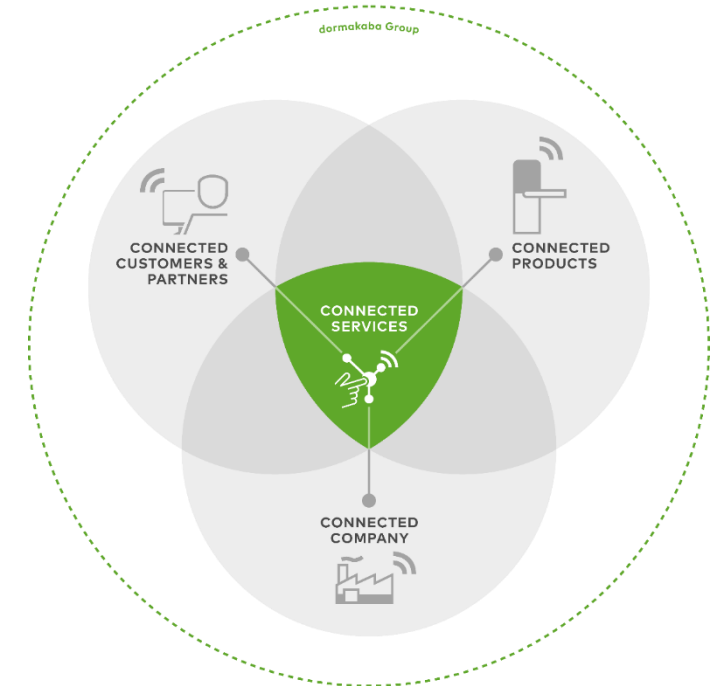 dormakaba Group
CONNECTED
CUSTOMERS &
PARTNERS
CONNECTED
PRODUCTS
CONNECTED
SERVICES
CONNECTED
COMPANY